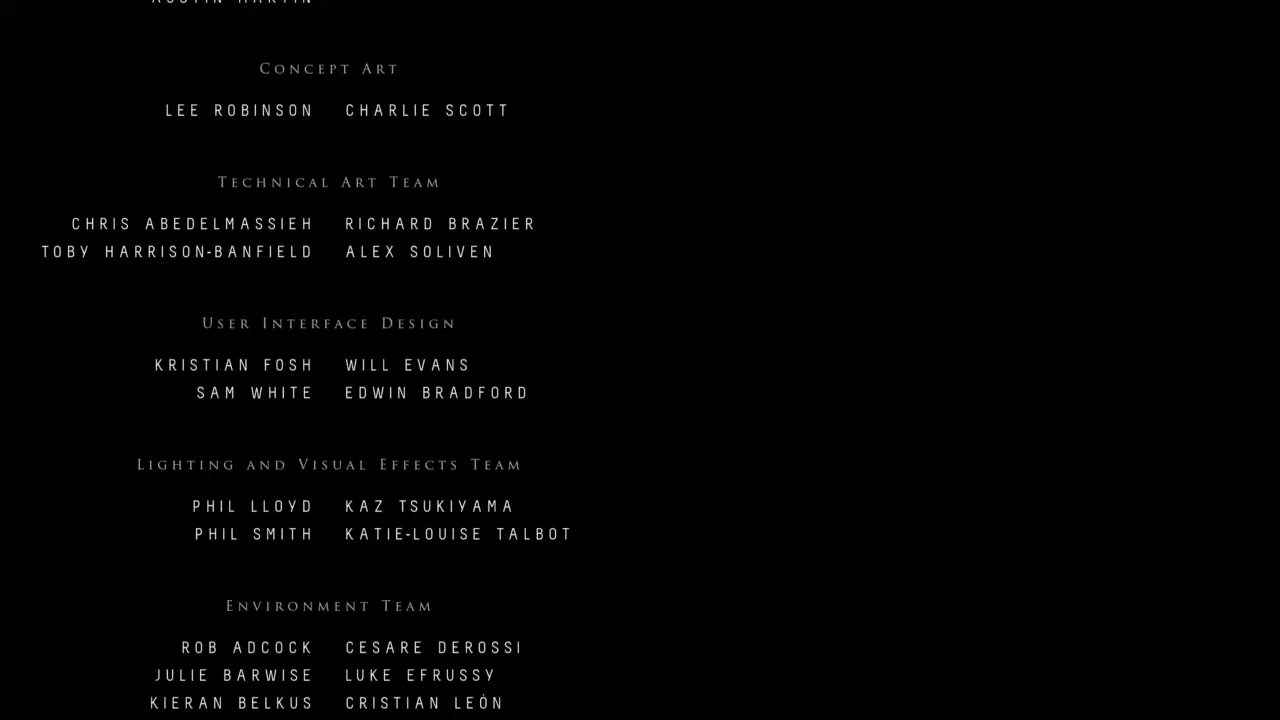 AUSTIN MARTIN
Concept Art
LEE ROBINSON CHARLIE SCOTT
Technical Art Team
CHRIS ABEDELMASSIEH RICHARD BRAZIER
TOBY HARRISON-BANFIELD ALEX SOLIVEN
User Interface Design
KRISTIAN FOSH WILL EVANS
SAM WHITE EDWIN BRADFORD
Lighting and Visual Effects Team
PHIL LLOYD KAZ TSUKIYAMA
PHIL SMITH KATIE-LOUISE TALBOT
Environment Team
ROB ADCOCK CESARE DEROSSI
JULIE BARWISE LUKE EFRUSSY
KIERAN BELKUS CRISTIAN LEÓN